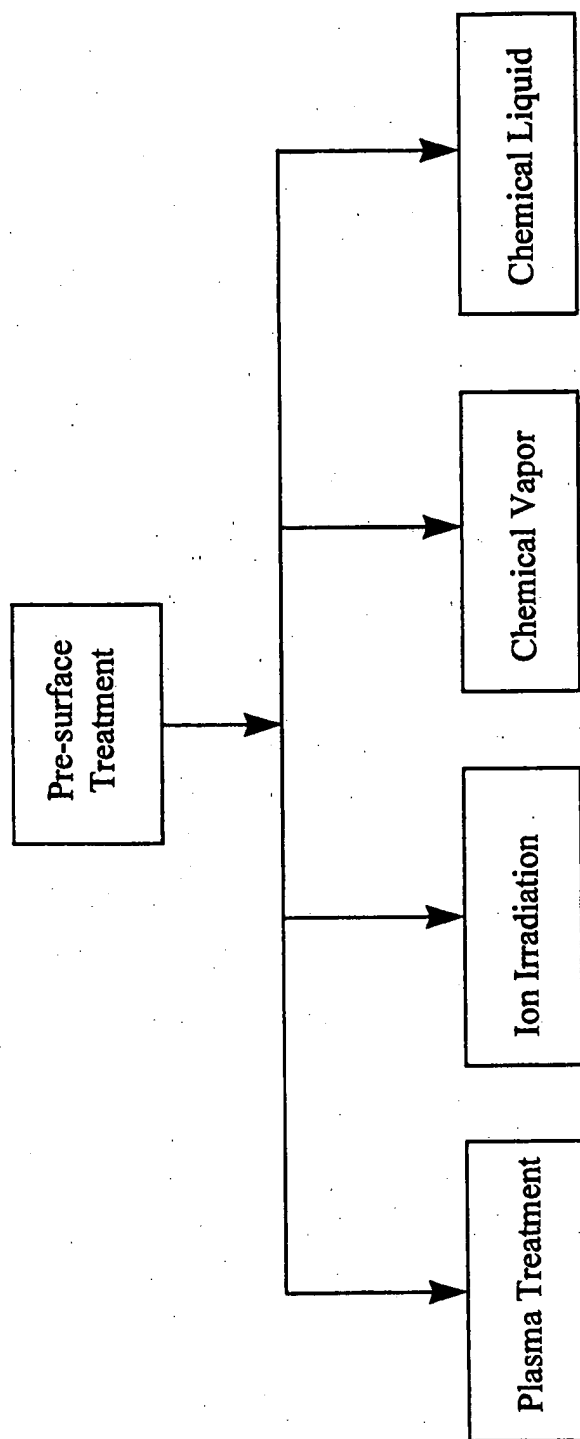 Pre-surface
Treatment
Plasma Treatment
Ion Irradiation
Chemical Vapor
Chemical Liquid